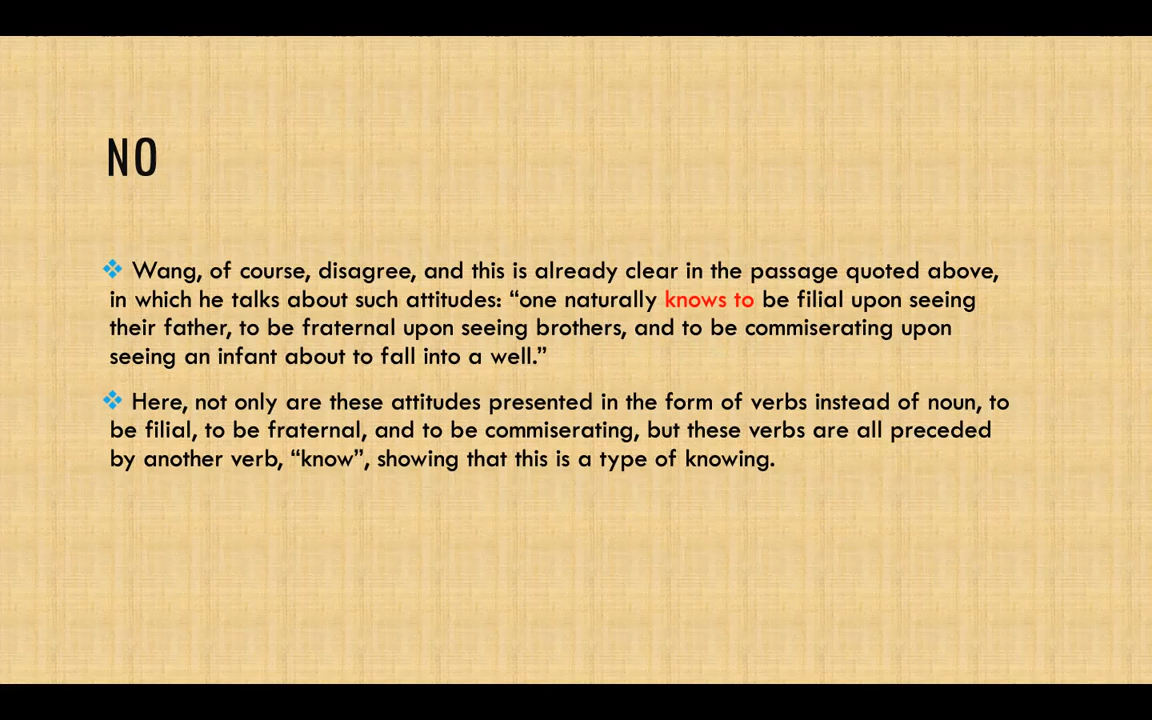 NO
Wang, of course, disagree, and this is already clear in the passage quoted above,
in which he talks about such attitudes: “one naturally knows to be filial upon seeing
their father, to be fraternal upon seeing brothers, and to be commiserating upon
seeing an infant about to fall into a well.”
Here, not only are these attitudes presented in the form of verbs instead of noun, to
be filial, to be fraternal, and to be commiserating, but these verbs are all preceded
by another verb, “know”, showing that this is a type of knowing.